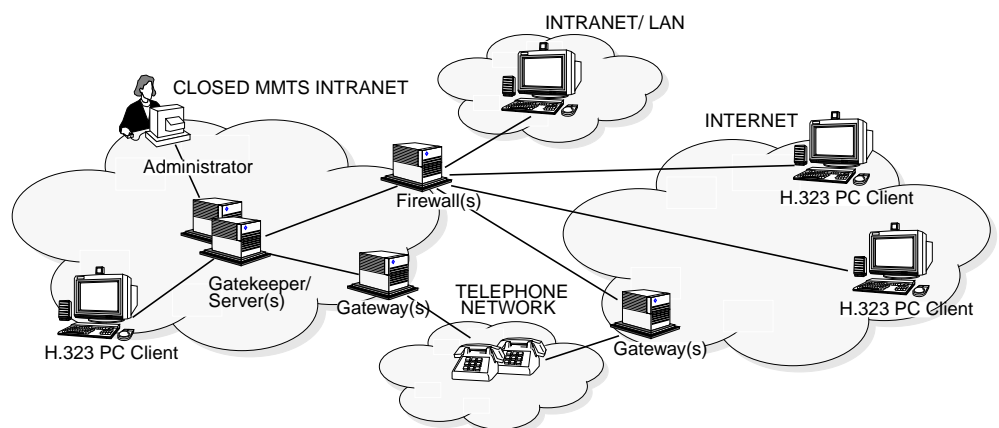 INTRANET/ LAN
CLOSED MMTS INTRANET
INTERNET
Administrator
Firewall(s)
H.323 PC Client
Gatekeeper/
Server(s)
Gateway(s)
TELEPHONE
NETWORK
H.323 PC Client
H.323 PC Client
Gateway(s)